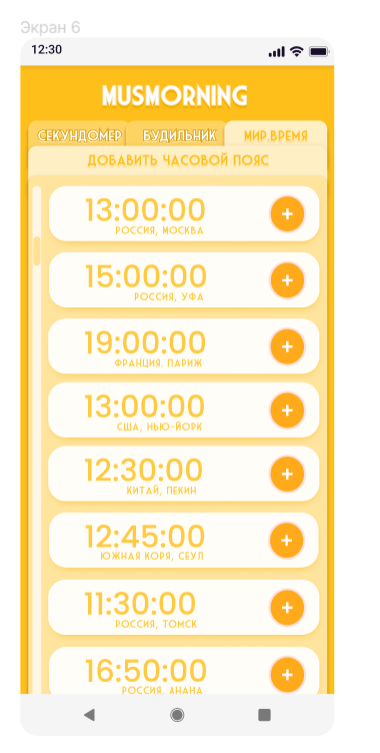 Экран 6
12:30
MUSMORNING
СЕКУНДОМЕР БУДИЛЬНИК МИР.ВРЕМЯ
ДОБАВИТЬ ЧАСОВОЙ ПОЯС
13:00:00
РОССИЯ, МОСКВА
15:00:00
РОССИЯ, УФА
19:00:00
ФРАНЦИЯ. ПАРИЖ
13:00:00
США, НЬЮ-ЙОРК
12:30:00
КИТАЙ, ПЕКИН
12:45:00
ЮЖНАЯ КОРЯ, СЕУЛ
11:30:00
РОССИЯ, ТОМСК
16:50:00
РОССИЯ, АНАНА